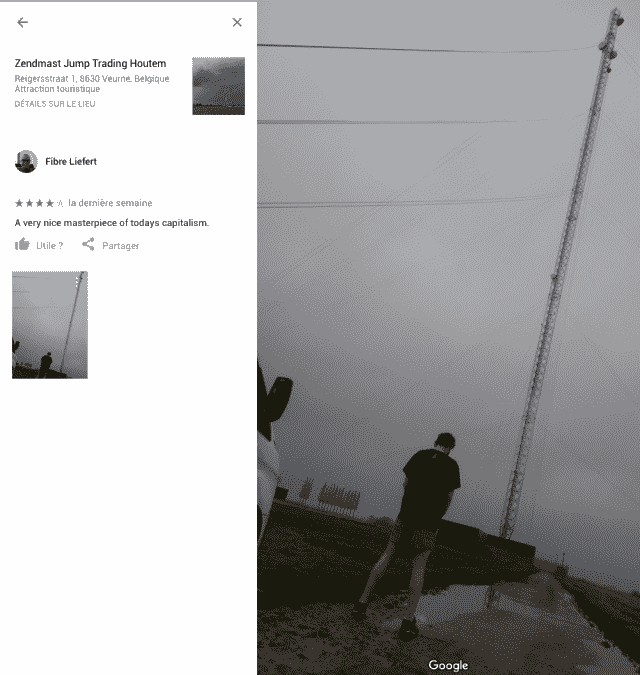 Zendmast Jump Trading Houtem
Reigersstraat 1, 8630 Veurne, Belgique
Attraction touristique
DÉTAILS SUR LE LIEU
Fibre Liefert
la dernière semaine
A very nice masterpiece of todays capitalism.
Utile ? Partager
Google